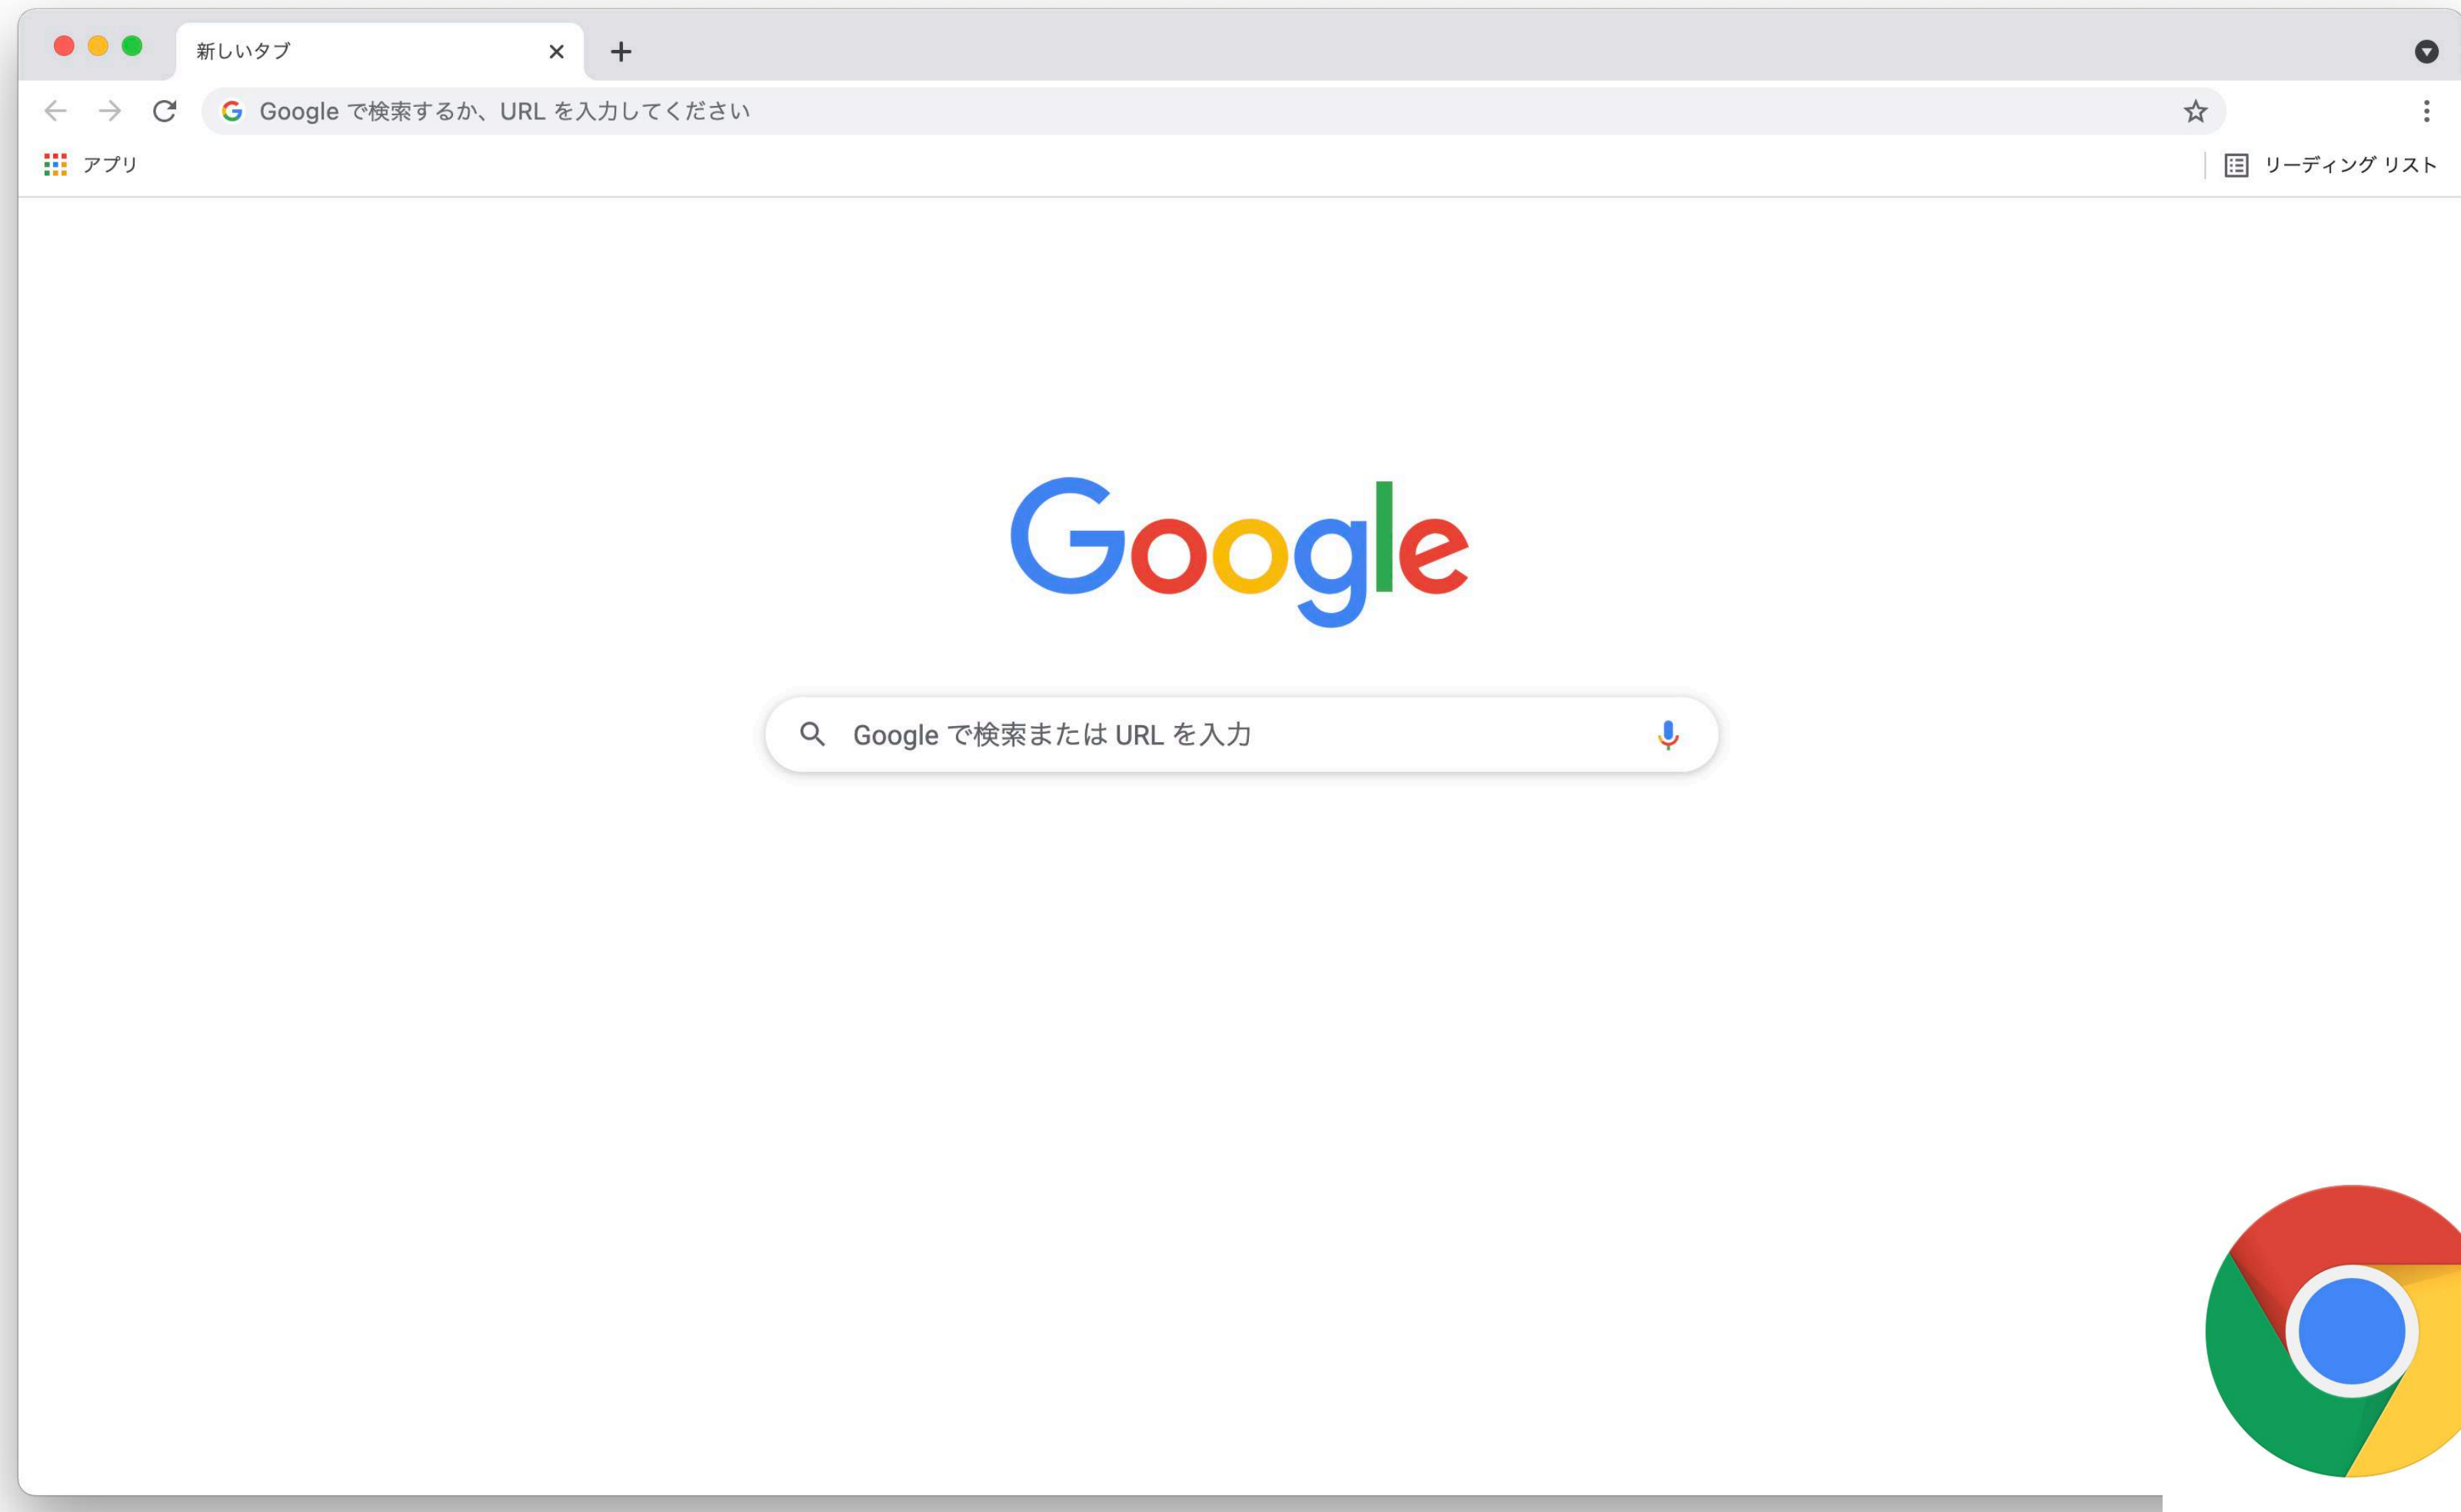 新しいタブ
Google で検索するか、URL を入力してください
アプリ
リーディング リスト
Google
Google で検索または URL を入力